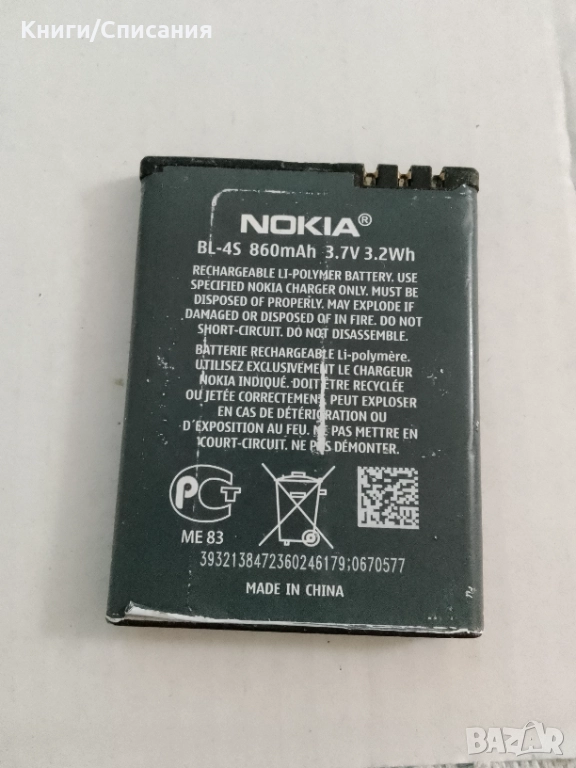 Книги/Списания
NOKIA®
BL-4S 860mAh 3.7V 3.2Wh
RECHARGEABLE LI-POLYMER BATTERY. USE
SPECIFIED NOKIA CHARGER ONLY. MUST BE
DISPOSED OF PROPERLY. MAY EXPLODE IF
DAMAGED OR DISPOSED OF IN FIRE. DO NOT
SHORT-CIRCUIT. DO NOT DISASSEMBLE.
BATTERIE RECHARGEABLE Li-polymère.
UTILISEZ EXCLUSIVEMENT LE CHARGEUR
NOKIA INDIQUÉ. DOIT ÊTRE RECYCLÉE
OU JETÉE CORRECTEMENT. PEUT EXPLOSER
EN CAS DE DÉTÉRIORATION OU
D'EXPOSITION AU FEU. NE PAS METTRE EN
COURT-CIRCUIT. NE PAS DÉMONTER.
РСТ
ME 83
3932138472360246179;0670577
MADE IN CHINA
BAZAR